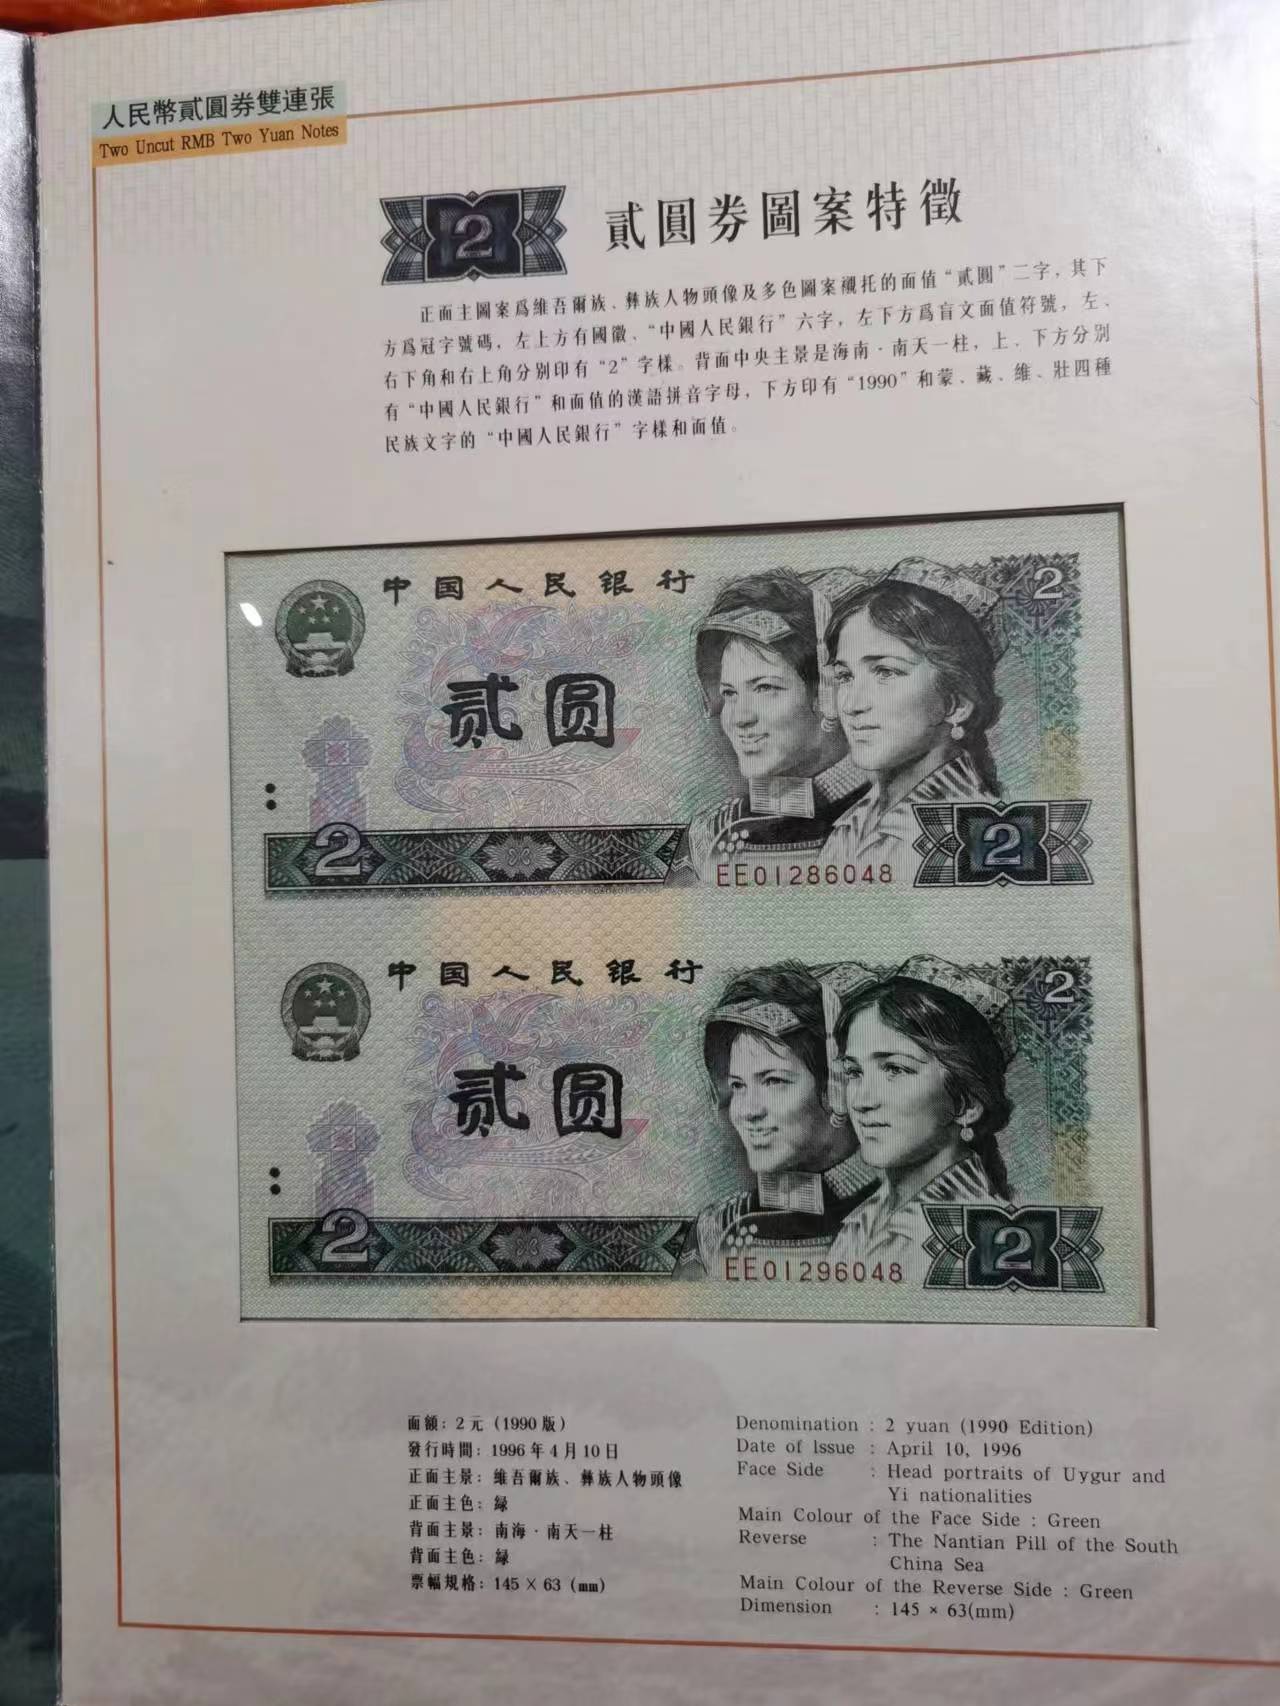 人民幣貳圓券雙連張
Two Uncut RMB Two Yuan Notes
2
貳圓券圖案特徵
正面主圖案爲維吾爾族、彝族人物頭像及多色圖案襯托的面值“貳圓”二字，其下
方爲冠字號碼，左上方有國徽、“中國人民銀行”六字，左下方爲盲文面值符號，左、
右下角和右上角分別印有“2”字樣。背面中央主景是海南·南天一柱，上．下方分別
有“中國人民銀行”和面值的漢語拼音字母，下方印有“1990”和蒙、藏、維、壯四種
民族文字的“中國人民銀行”字樣和面值。
中国人民银行
2
贰圆
2
2
EE01286048
中国人民银行
2
贰圆
2
2
EE01296048
面額：2元（1990版）
發行時間：1996年4月10日
正面主景：維吾爾族、彝族人物頭像
正面主色：緑
背面主景：南海·南天一柱
背面主色：緑
票幅規格：145×63（mm）
Denomination : 2 yuan (1990 Edition)
Date of Issue : April 10, 1996
Face Side : Head portraits of Uygur and
Yi nationalities
Main Colour of the Face Side : Green
Reverse : The Nantian Pill of the South
China Sea
Main Colour of the Reverse Side : Green
Dimension : 145 × 63(mm)